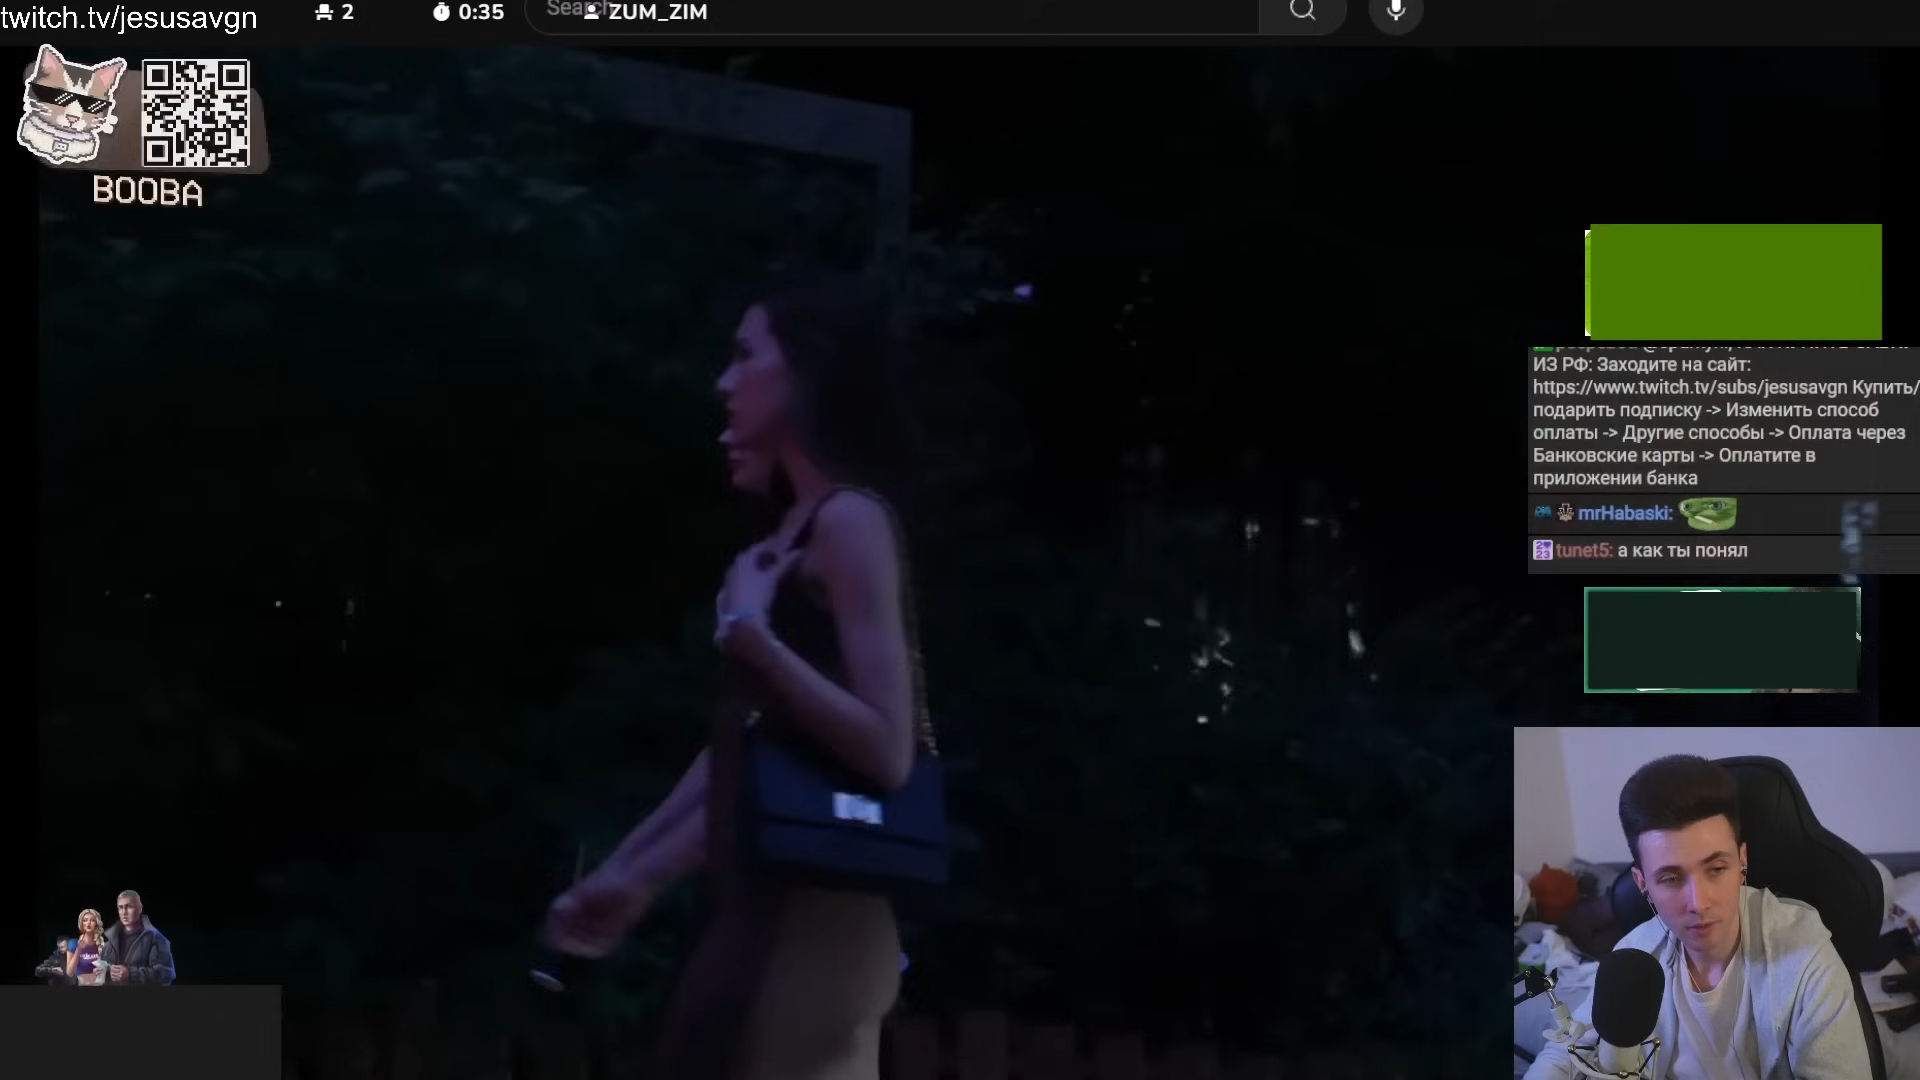 twitch.tv/jesusavgn
2
0:35
Search
ZUM_ZIM
BOOBA
ИЗ РФ: Заходите на сайт:
https://www.twitch.tv/subs/jesusavgn Купить/
подарить подписку -> Изменить способ
оплаты -> Другие способы -> Оплата через
Банковские карты -> Оплатите в
приложении банка
mrHabaski:
tunet5: а как ты понял